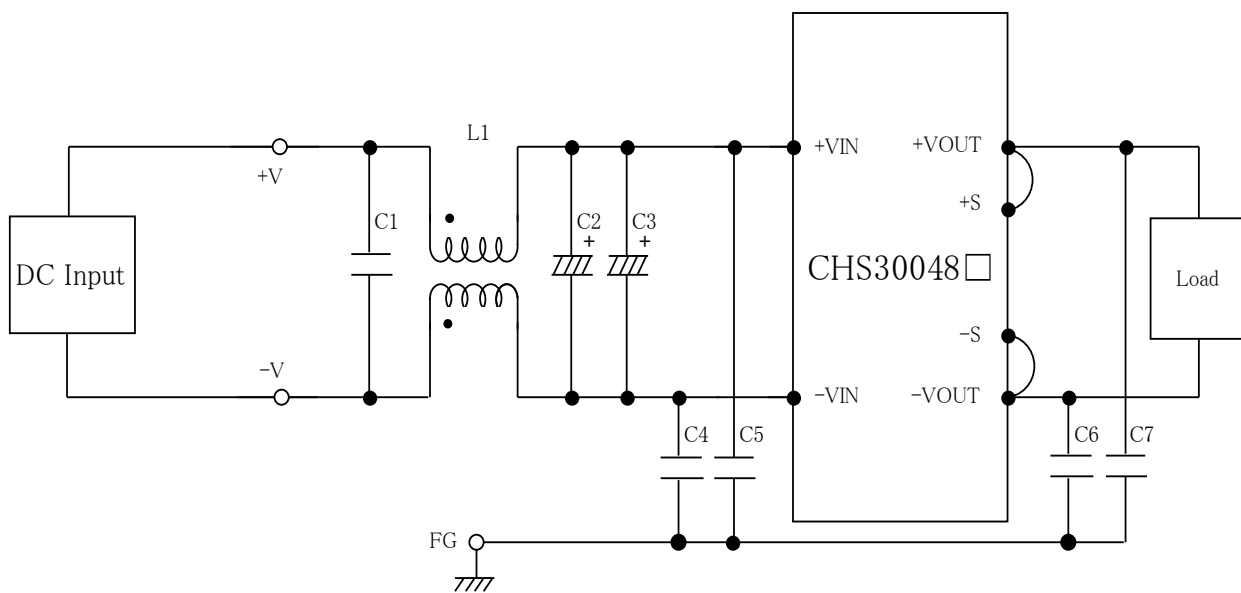 L1
+VIN
+VOUT
+V
+S
C1
C2
+
C3
+
DC Input
CHS30048□
Load
-S
-V
-VIN
-VOUT
C4
C5
C6
C7
FG